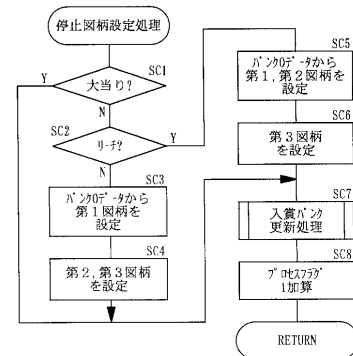 停止図柄設定処理
SC1
Y
大当り?
N
SC2
リーチ?
Y
N
SC3
バンク0データから
第1図柄を
設定
SC4
第2,第3図柄
を設定
SC5
バンク0データから
第1,第2図柄を
設定
SC6
第3図柄
を設定
SC7
入賞バンク
更新処理
SC8
プロセスフラグ
1加算
RETURN